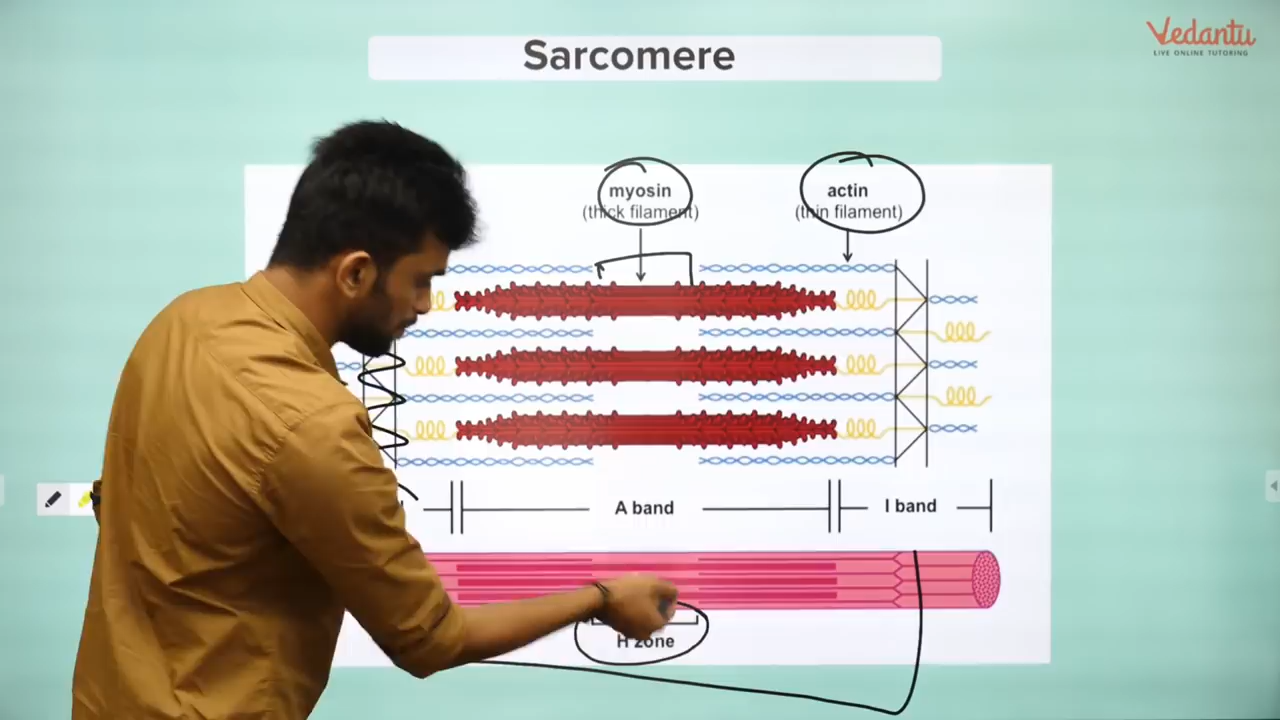 Sarcomere
Vedantu
LIVE ONLINE TUTORING
myosin
(thick filament)
actin
(thin filament)
A band
I band
H zone